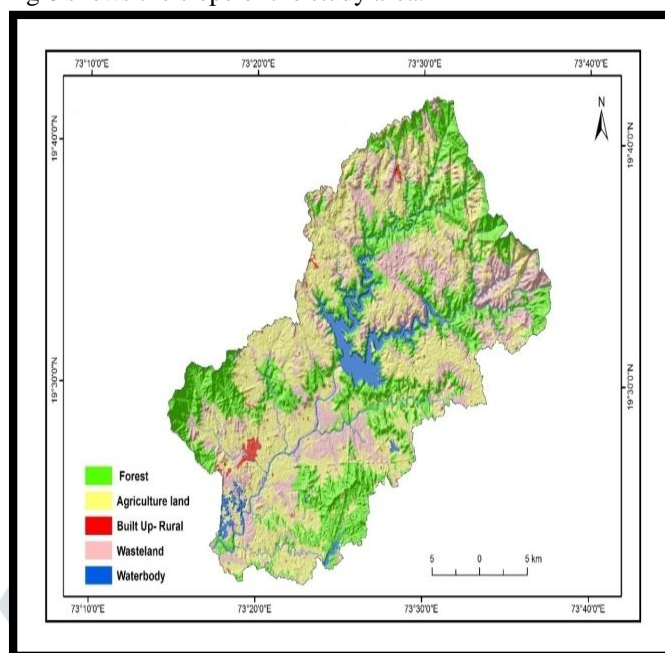 shows the slope of the study area.
73°10'0"E 73°20'0"E 73°30'0"E 73°40'0"E
N
19°40'0"N 19°40'0"N
19°30'0"N 19°30'0"N
Forest
Agriculture land
Built Up- Rural
Wasteland
Waterbody
5 0 5 km
73°10'0"E 73°20'0"E 73°30'0"E 73°40'0"E